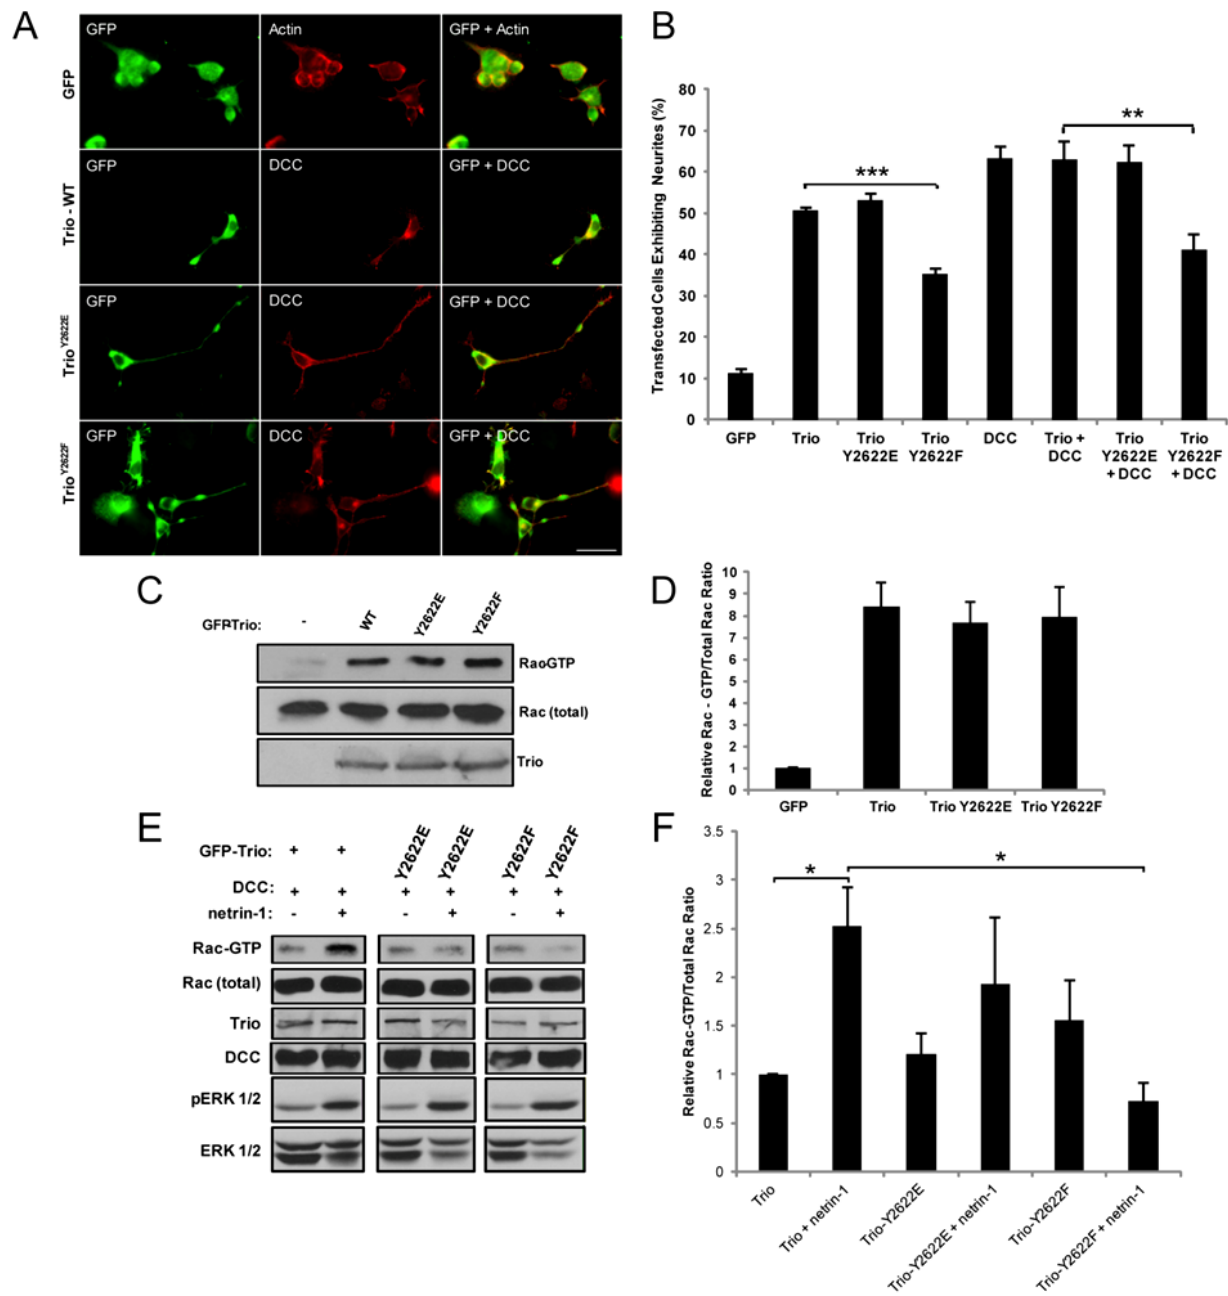 A
GFP
Actin
GFP + Actin
GFP
GFP
DCC
GFP + DCC
Trio - WT
GFP
DCC
GFP + DCC
Trio Y2622E
GFP
DCC
GFP + DCC
Trio Y2622F
B
Transfected Cells Exhibiting Neurites (%)
80
70
60
50
40
30
20
10
0
***
**
GFP
Trio
Trio Y2622E
Trio Y2622F
DCC
Trio + DCC
Trio Y2622E + DCC
Trio Y2622F + DCC
C
GFP-Trio:
-
WT
Y2622E
Y2622F
Rac-GTP
Rac (total)
Trio
D
Relative Rac - GTP/Total Rac Ratio
10
9
8
7
6
5
4
3
2
1
0
GFP
Trio
Trio Y2622E
Trio Y2622F
E
GFP-Trio: + + Y2622E Y2622E Y2622F Y2622F
DCC: + + + + + +
netrin-1: - + - + - +
Rac-GTP
Rac (total)
Trio
DCC
pERK 1/2
ERK 1/2
F
Relative Rac-GTP/Total Rac Ratio
3.5
3
2.5
2
1.5
1
0.5
0
*
*
Trio
Trio + netrin-1
Trio-Y2622E
Trio-Y2622E + netrin-1
Trio-Y2622F
Trio-Y2622F + netrin-1